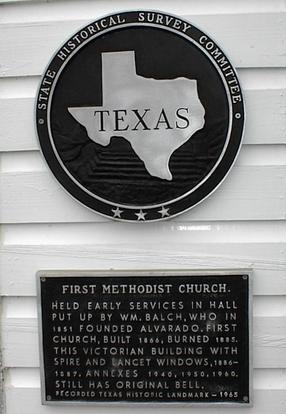 STATE HISTORICAL SURVEY COMMITTEE
TEXAS
FIRST METHODIST CHURCH.
HELD EARLY SERVICES IN HALL
PUT UP BY WM. BALCH, WHO IN
1851 FOUNDED ALVARADO. FIRST
CHURCH, BUILT 1866, BURNED 1885.
THIS VICTORIAN BUILDING WITH
SPIRE AND LANCET WINDOWS, 1886-
1887. ANNEXES 1940, 1950, 1960.
STILL HAS ORIGINAL BELL.
RECORDED TEXAS HISTORIC LANDMARK - 1965